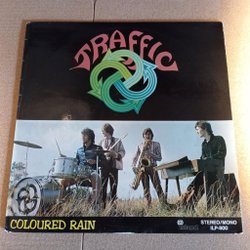 TRAFFIC
COLOURED RAIN
STEREO/MONO
ILP-900